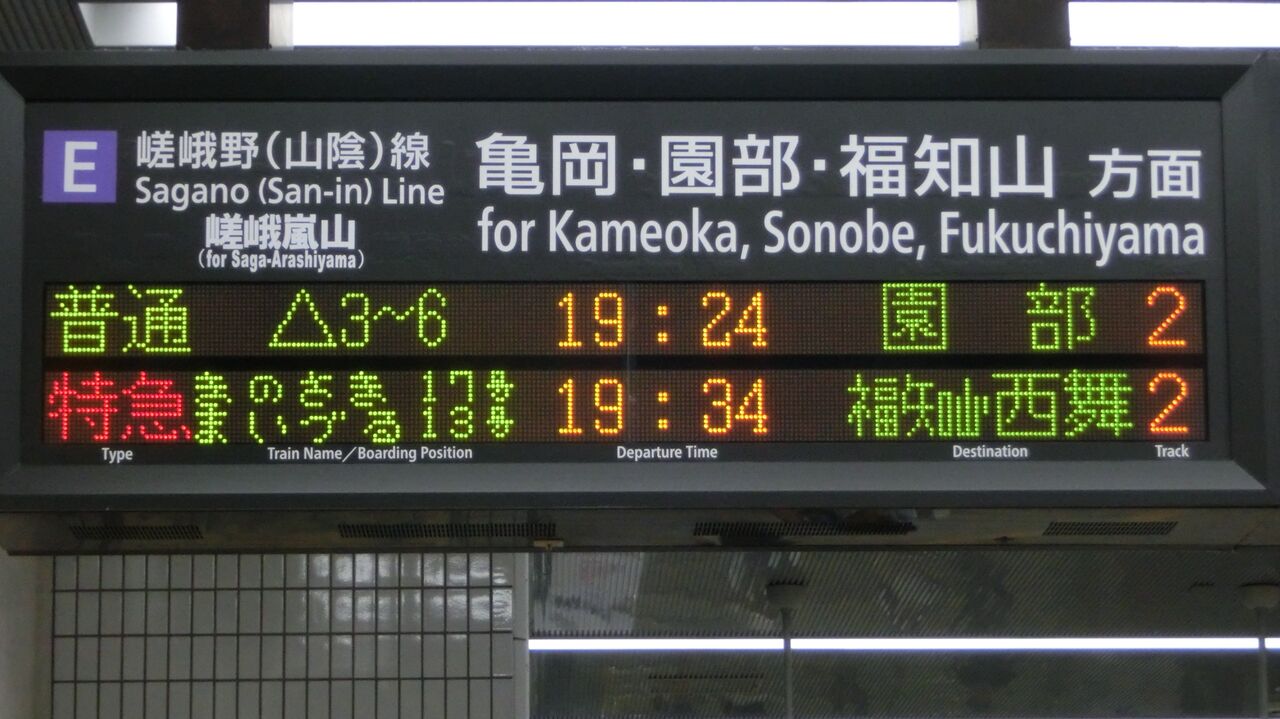 E 嵯峨野(山陰)線 亀岡・園部・福知山 方面
Sagano (San-in) Line for Kameoka, Sonobe, Fukuchiyama
嵯峨嵐山
(for Saga-Arashiyama)
普通 △3~6 19:24 園部 2
特急 きのさき17号 19:34 福知山西舞 2
まいづる13号
Type Train Name/Boarding Position Departure Time Destination Track